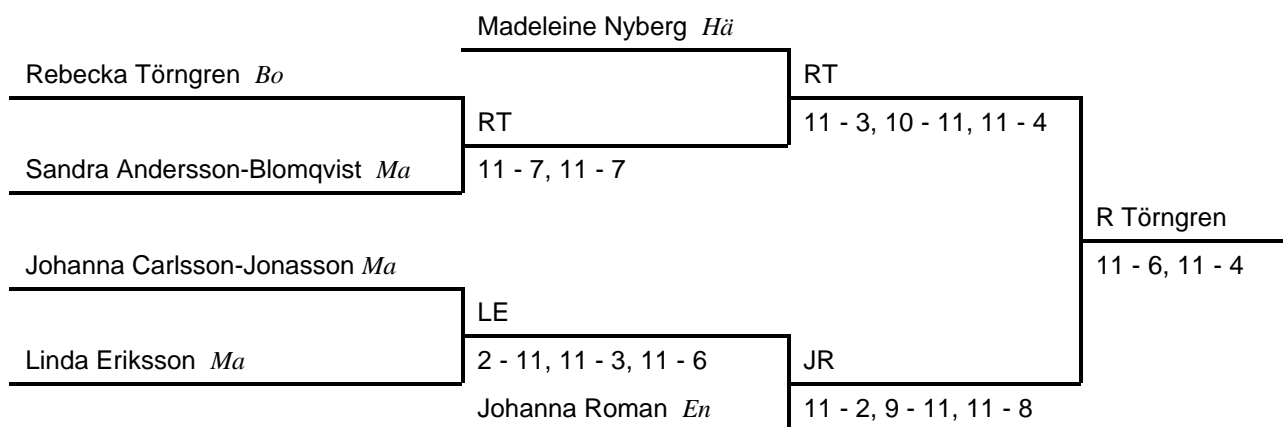 Madeleine Nyberg Hä
Rebecka Törngren Bo
RT
RT
11 - 3, 10 - 11, 11 - 4
Sandra Andersson-Blomqvist Ma
11 - 7, 11 - 7
R Törngren
Johanna Carlsson-Jonasson Ma
11 - 6, 11 - 4
LE
Linda Eriksson Ma
2 - 11, 11 - 3, 11 - 6
JR
Johanna Roman En
11 - 2, 9 - 11, 11 - 8